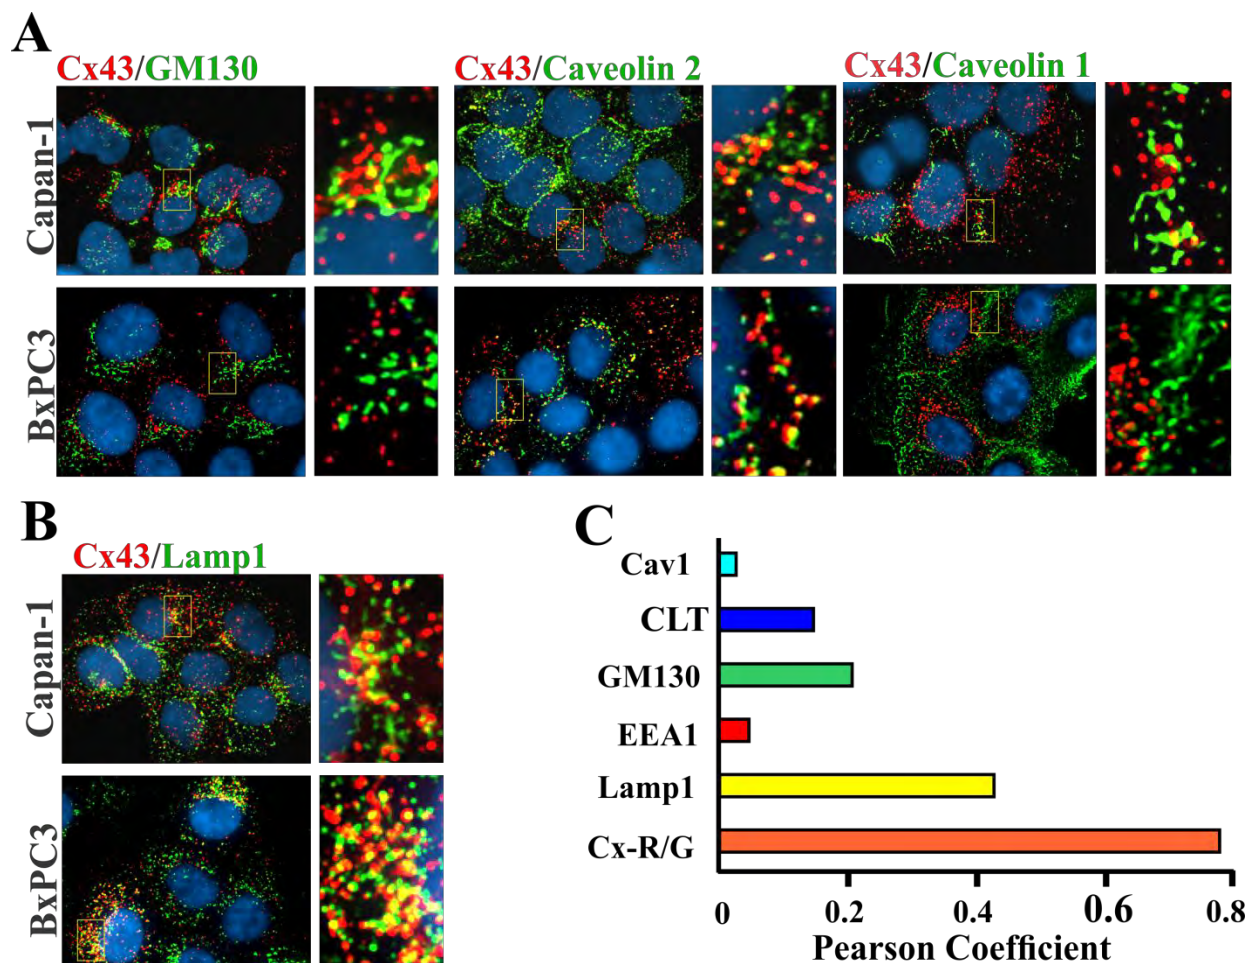 A
Cx43/GM130
Cx43/Caveolin 2
Cx43/Caveolin 1
Capan-1
BxPC3
B
Cx43/Lamp1
Capan-1
BxPC3
C
Cav1
CLT
GM130
EEA1
Lamp1
Cx-R/G
0 0.2 0.4 0.6 0.8
Pearson Coefficient